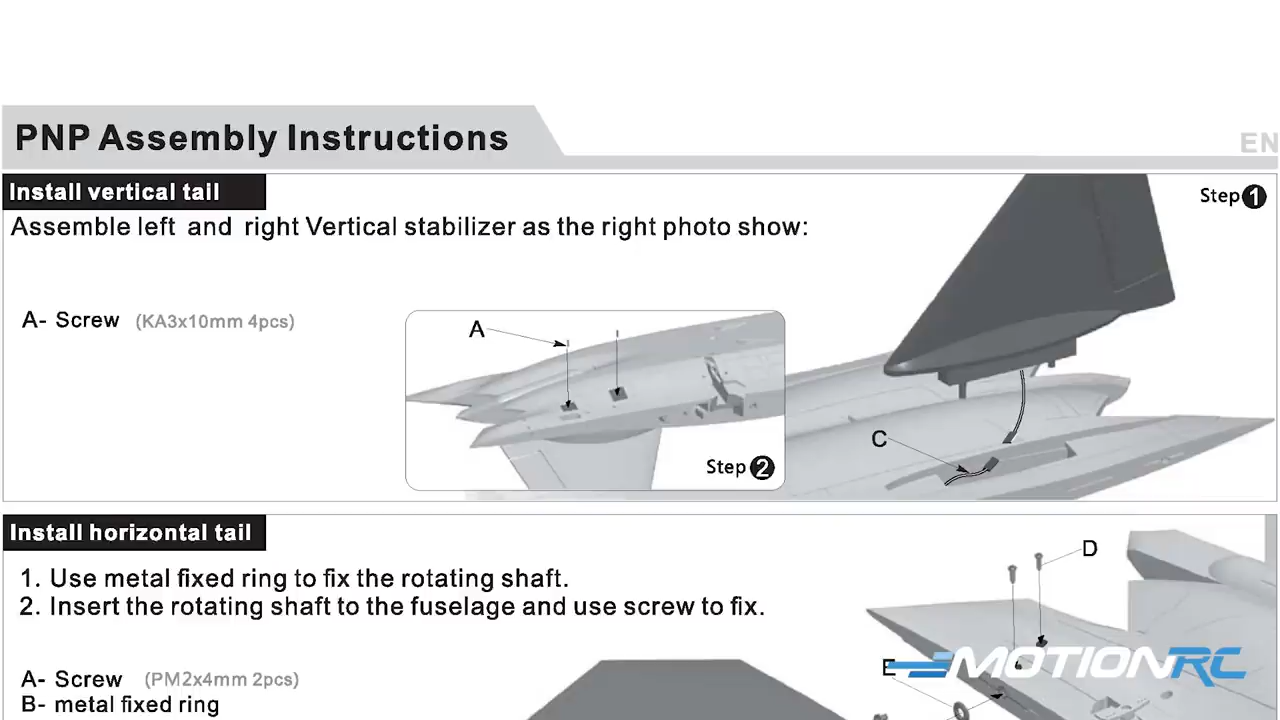 PNP Assembly Instructions
EN
Install vertical tail
Step 1
Assemble left and right Vertical stabilizer as the right photo show:
A- Screw (KA3x10mm 4pcs)
A
C
Step 2
Install horizontal tail
D
1. Use metal fixed ring to fix the rotating shaft.
2. Insert the rotating shaft to the fuselage and use screw to fix.
E
MOTION RC
A- Screw (PM2x4mm 2pcs)
B- metal fixed ring